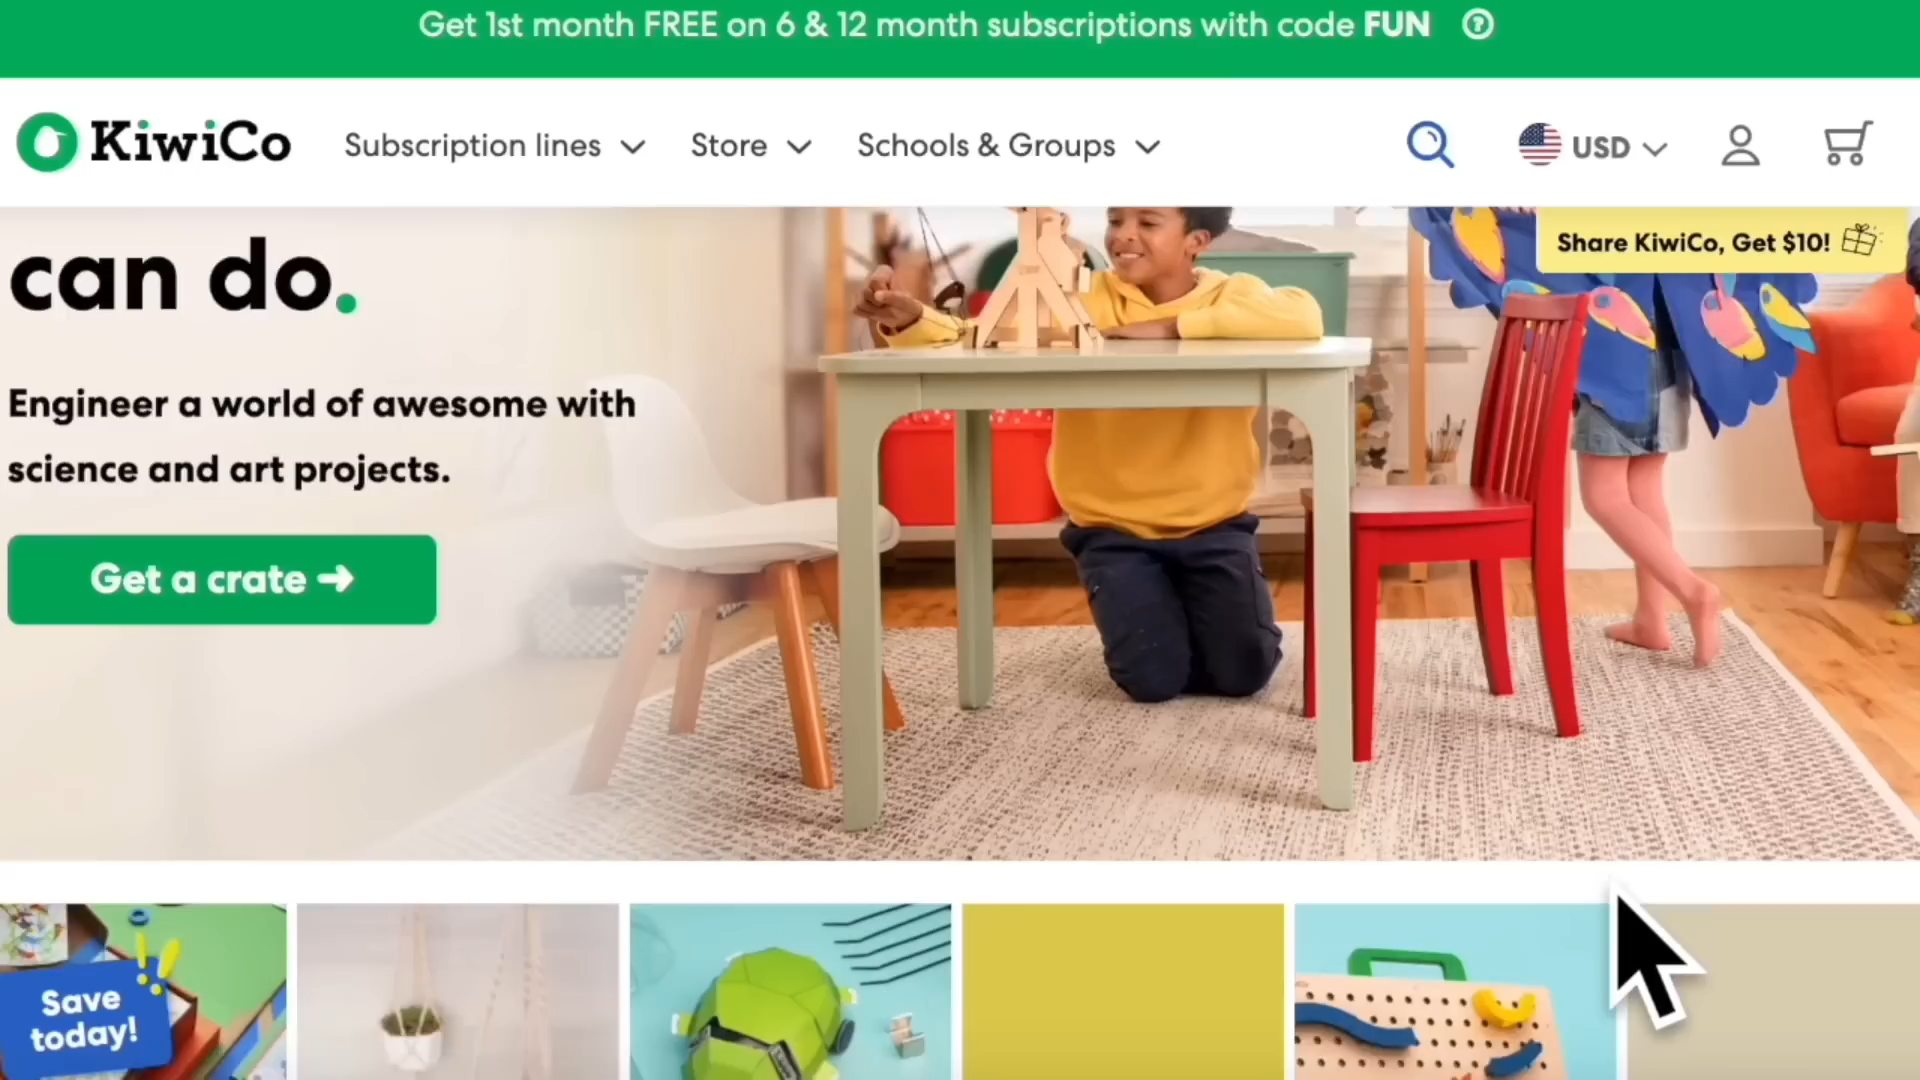 Get 1st month FREE on 6 & 12 month subscriptions with code FUN ?
KiwiCo Subscription lines Store Schools & Groups USD
Share KiwiCo, Get $10!
can do.
Engineer a world of awesome with
science and art projects.
Get a crate →
Save
today!